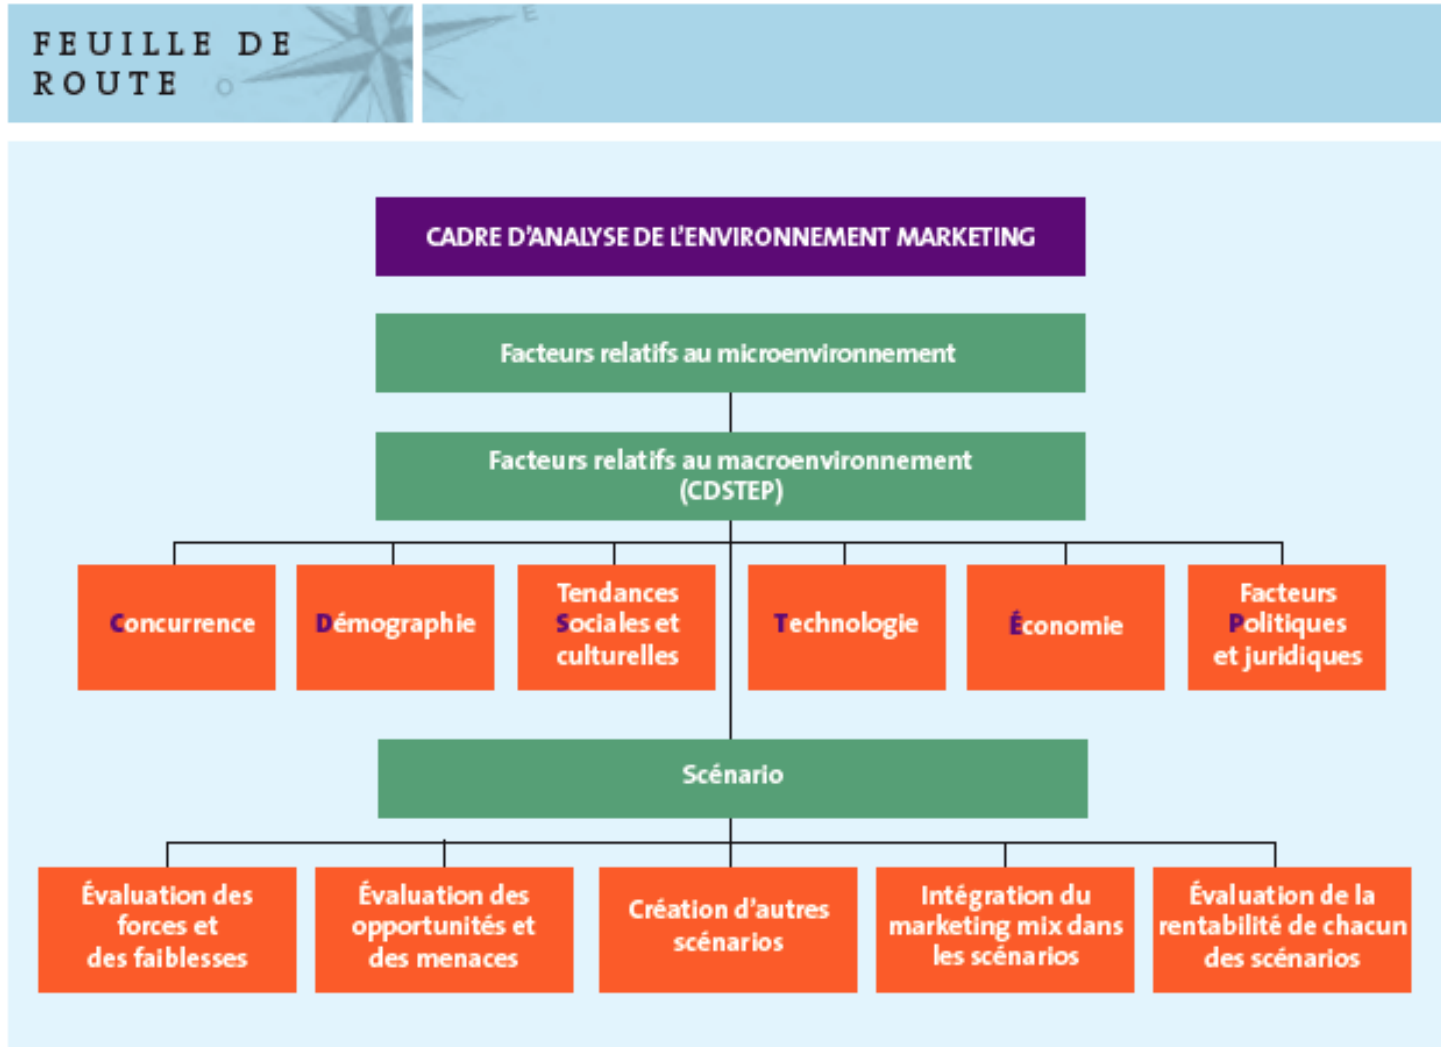 FEUILLE DE
ROUTE
E
O
CADRE D'ANALYSE DE L'ENVIRONNEMENT MARKETING
Facteurs relatifs au microenvironnement
Facteurs relatifs au macroenvironnement
(CDSTEP)
Concurrence
Démographie
Tendances
Sociales et
culturelles
Technologie
Économie
Facteurs
Politiques
et juridiques
Scénario
Évaluation des
forces et
des faiblesses
Évaluation des
opportunités et
des menaces
Création d'autres
scénarios
Intégration du
marketing mix dans
les scénarios
Évaluation de la
rentabilité de chacun
des scénarios